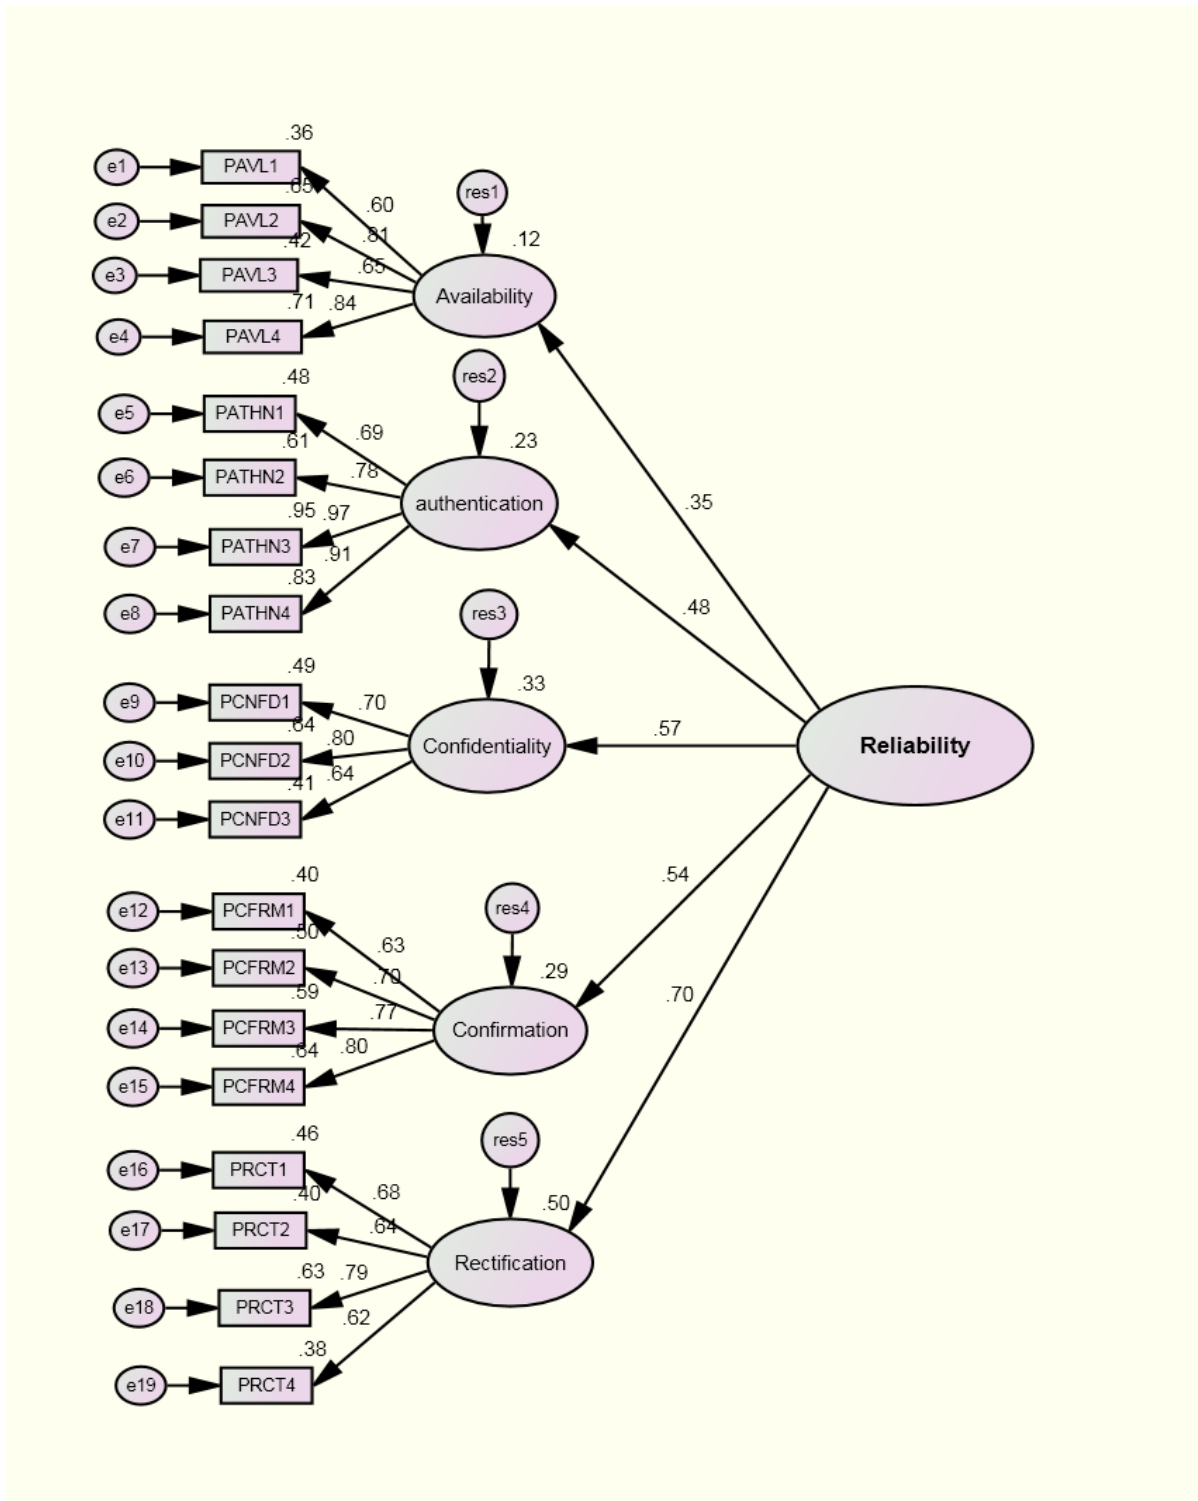 .36
e1 PAVL1
.65
res1
.60
e2 PAVL2
.81
.42
.12
e3 PAVL3
.65
Availability
.71 .84
e4 PAVL4
res2
.48
e5 PATHN1
.69
.61
.23
e6 PATHN2
.78
authentication
.35
.95 .97
e7 PATHN3
.91
.83
e8 PATHN4
.48
res3
.49
.33
e9 PCNFD1
.70
.64
.80
.57
Confidentiality
Reliability
e10 PCNFD2
.41 .64
e11 PCNFD3
.40
.54
e12 PCFRM1
res4
.50
.63
e13 PCFRM2
.70
.29
.59
.77
.70
e14 PCFRM3
Confirmation
.64 .80
e15 PCFRM4
.46
res5
e16 PRCT1
.40
.68
.50
e17 PRCT2
.64
Rectification
.63 .79
e18 PRCT3
.62
.38
e19 PRCT4